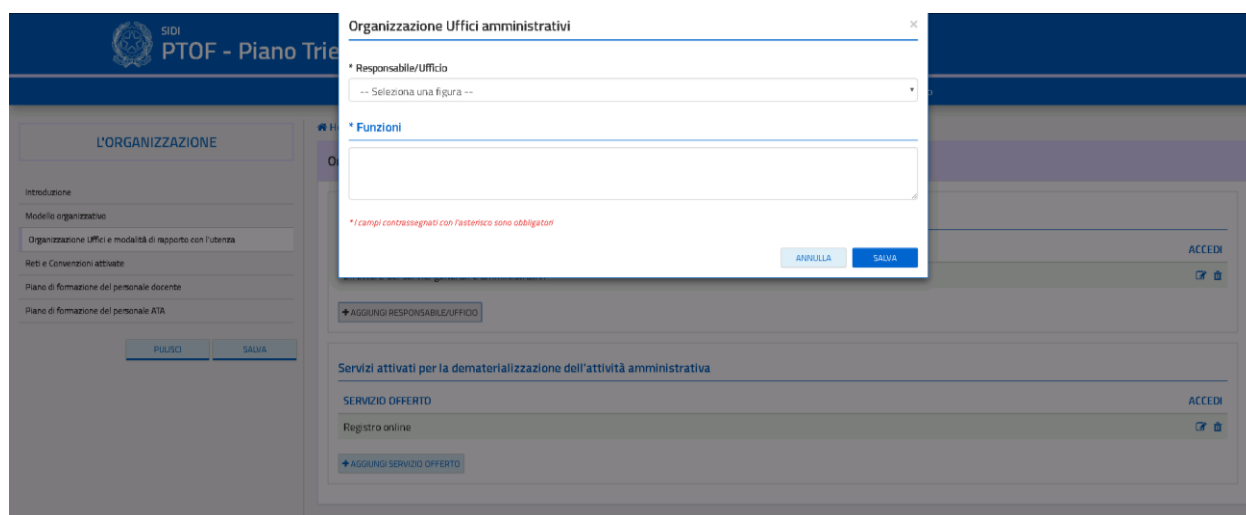 SIDI
PTOF - Piano Trie
Organizzazione Uffici amministrativi
×
* Responsabile/Ufficio
-- Seleziona una figura --
* Funzioni
* I campi contrassegnati con l'asterisco sono obbligatori
ANNULLA
SALVA
L'ORGANIZZAZIONE
Introduzione
Modello organizzativo
Organizzazione Uffici e modalità di rapporto con l'utenza
Reti e Convenzioni attivate
Piano di formazione del personale docente
Piano di formazione del personale ATA
PULISCI
SALVA
ACCEDI
+ AGGIUNGI RESPONSABILE/UFFICIO
Servizi attivati per la dematerializzazione dell'attività amministrativa
SERVIZIO OFFERTO
ACCEDI
Registro online
+ AGGIUNGI SERVIZIO OFFERTO